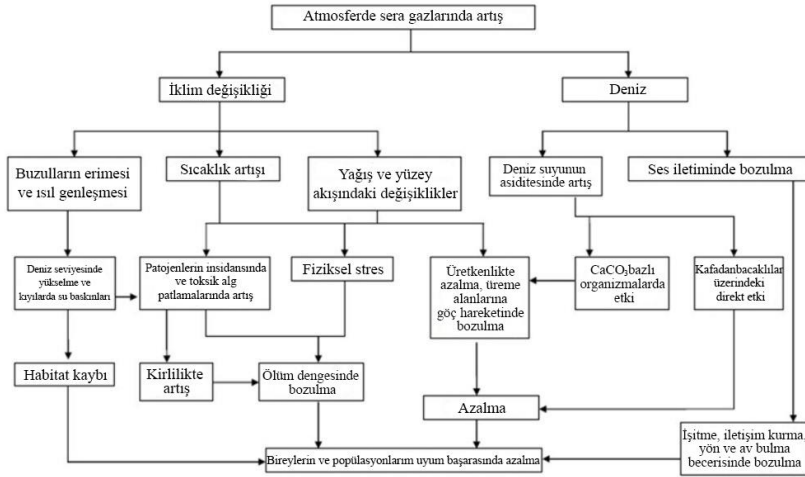 Atmosferde sera gazlarında artış
İklim değişikliği
Deniz
Buzulların erimesi
ve ısıl genleşmesi
Sıcaklık artışı
Yağış ve yüzey
akışındaki değişiklikler
Deniz suyunun
asiditesinde artış
Ses iletiminde bozulma
Deniz seviyesinde
yükselme ve
kıyılarda su baskınları
Patojenlerin insidansında
ve toksik alg
patlamalarında artış
Fiziksel stres
Üretkenlikte
azalma, üreme
alanlarına
göç hareketinde
bozulma
CaCO₃bazlı
organizmalarda
etki
Kafadanbacaklılar
üzerindeki
direkt etki
Habitat kaybı
Kirlilikte
artış
Ölüm dengesinde
bozulma
Azalma
İşitme, iletişim kurma,
yön ve av bulma
becerisinde bozulma
Bireylerin ve popülasyonlarım uyum başarasında azalma